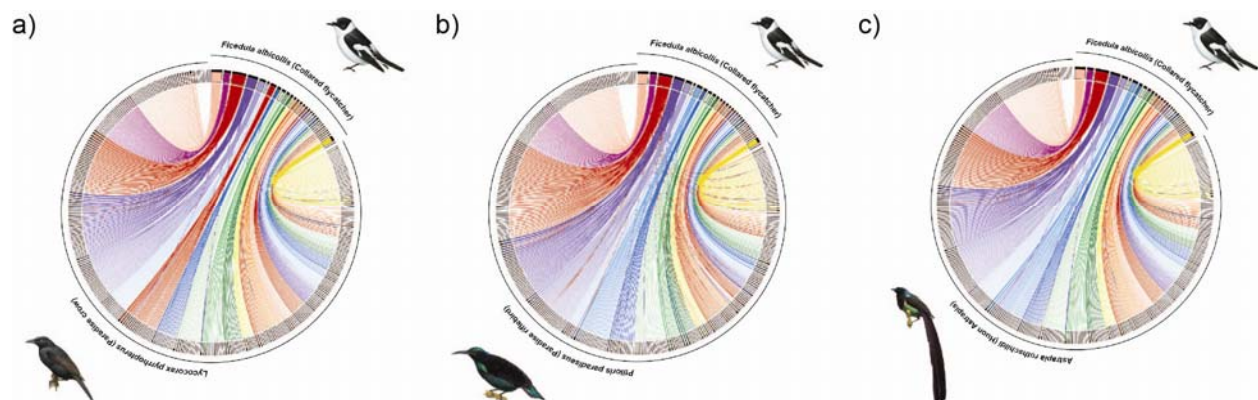 a)
Ficedula albicollis (Collared flycatcher)
Lycocorax pyrrhopterus (Paradise crow)
b)
Ficedula albicollis (Collared flycatcher)
Ptiloris paradiseus (Paradise riflebird)
c)
Ficedula albicollis (Collared flycatcher)
Astrapia rothschildi (Huon Astrapia)